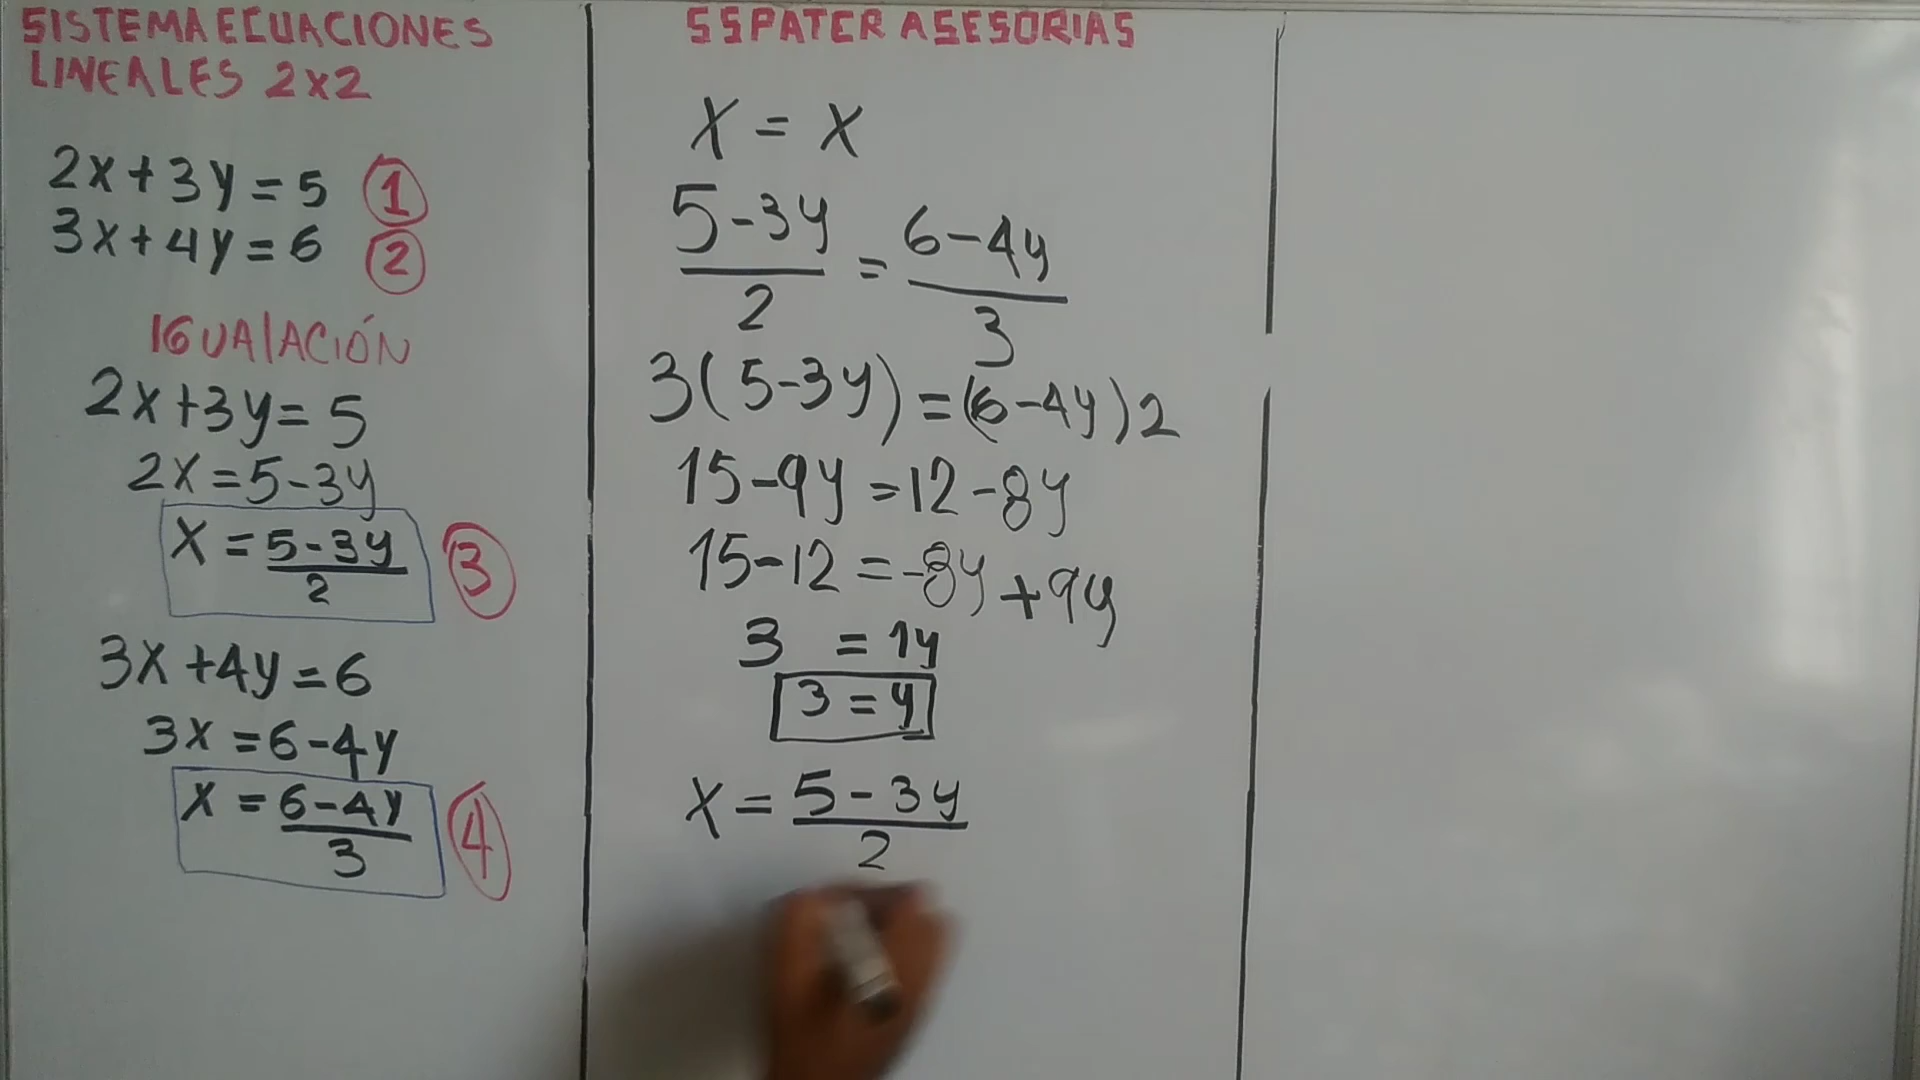 SISTEMA ECUACIONES
LINEALES 2x2
2x+3y=5 ①
3x+4y=6 ②
IGUALACIÓN
2x+3y=5
2x=5-3y
x=5-3y
2
③
3x+4y=6
3x=6-4y
x=6-4y
3
④
SSPATER ASESORIAS
x=x
5-3y = 6-4y
2 3
3(5-3y)=(6-4y)2
15-9y=12-8y
15-12=-8y+9y
3 =1y
3=y
x=5-3y
2